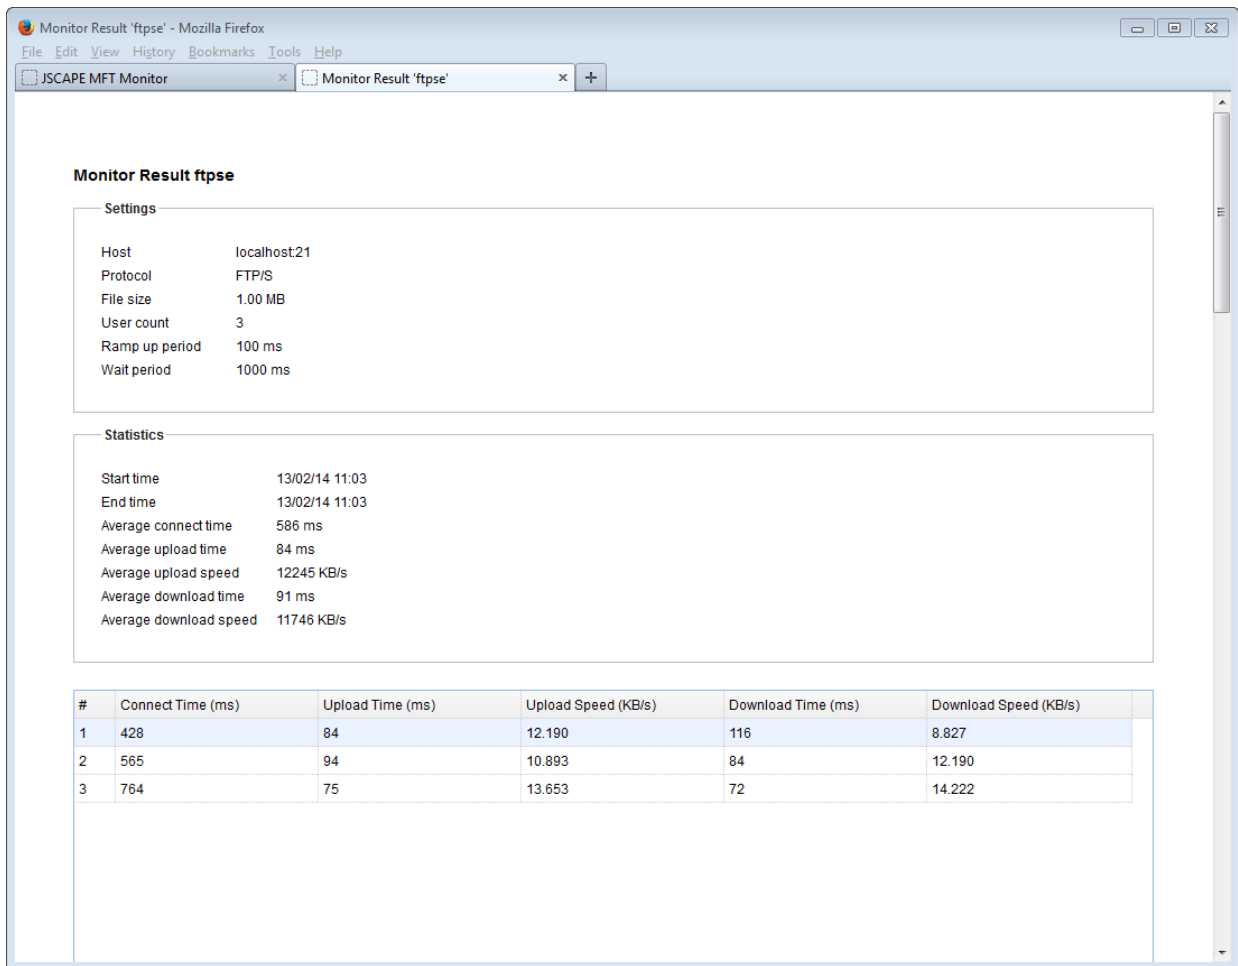 Monitor Result 'ftpse' - Mozilla Firefox
File Edit View History Bookmarks Tools Help
JSCAPE MFT Monitor × Monitor Result 'ftpse' × +
Monitor Result ftpse
Settings
Host localhost:21
Protocol FTP/S
File size 1.00 MB
User count 3
Ramp up period 100 ms
Wait period 1000 ms
Statistics
Start time 13/02/14 11:03
End time 13/02/14 11:03
Average connect time 586 ms
Average upload time 84 ms
Average upload speed 12245 KB/s
Average download time 91 ms
Average download speed 11746 KB/s
# Connect Time (ms) Upload Time (ms) Upload Speed (KB/s) Download Time (ms) Download Speed (KB/s)
1 428 84 12.190 116 8.827
2 565 94 10.893 84 12.190
3 764 75 13.653 72 14.222